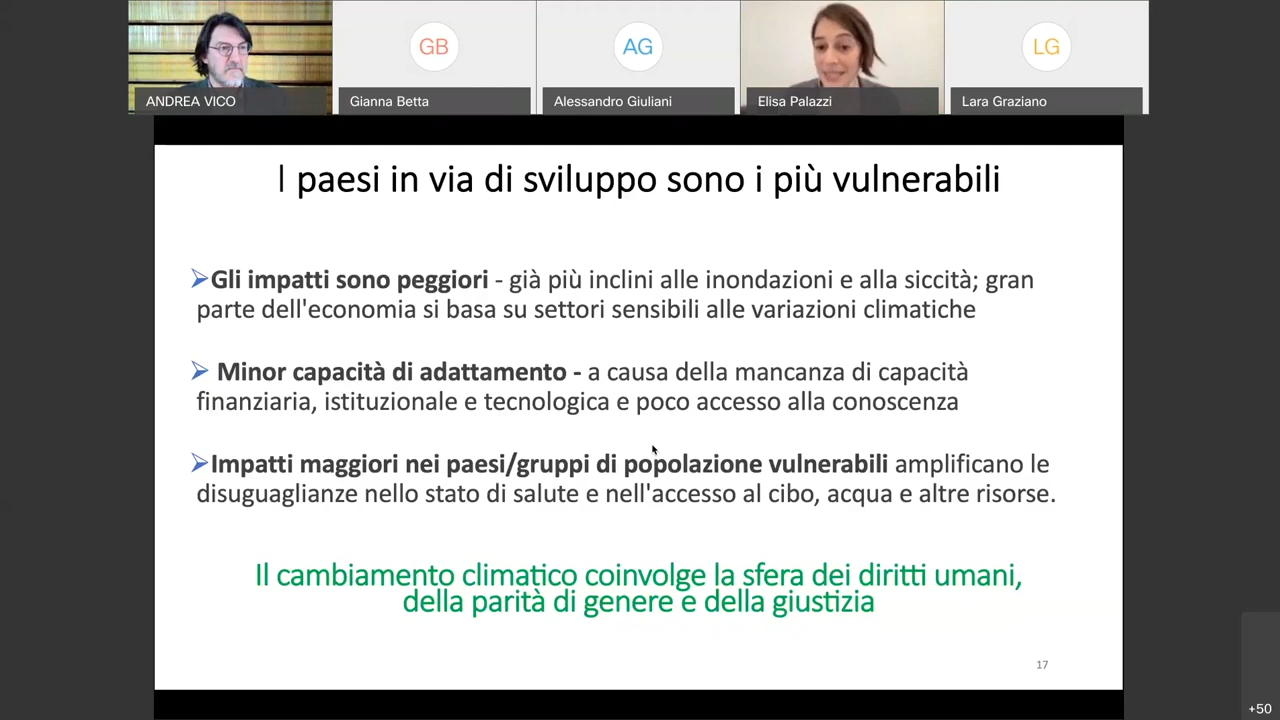 GB
AG
LG
ANDREA VICO
Gianna Betta
Alessandro Giuliani
Elisa Palazzi
Lara Graziano
I paesi in via di sviluppo sono i più vulnerabili
➢Gli impatti sono peggiori - già più inclini alle inondazioni e alla siccità; gran
parte dell'economia si basa su settori sensibili alle variazioni climatiche
➢ Minor capacità di adattamento - a causa della mancanza di capacità
finanziaria, istituzionale e tecnologica e poco accesso alla conoscenza
➢Impatti maggiori nei paesi/gruppi di popolazione vulnerabili amplificano le
disuguaglianze nello stato di salute e nell'accesso al cibo, acqua e altre risorse.
Il cambiamento climatico coinvolge la sfera dei diritti umani,
della parità di genere e della giustizia
17
+50